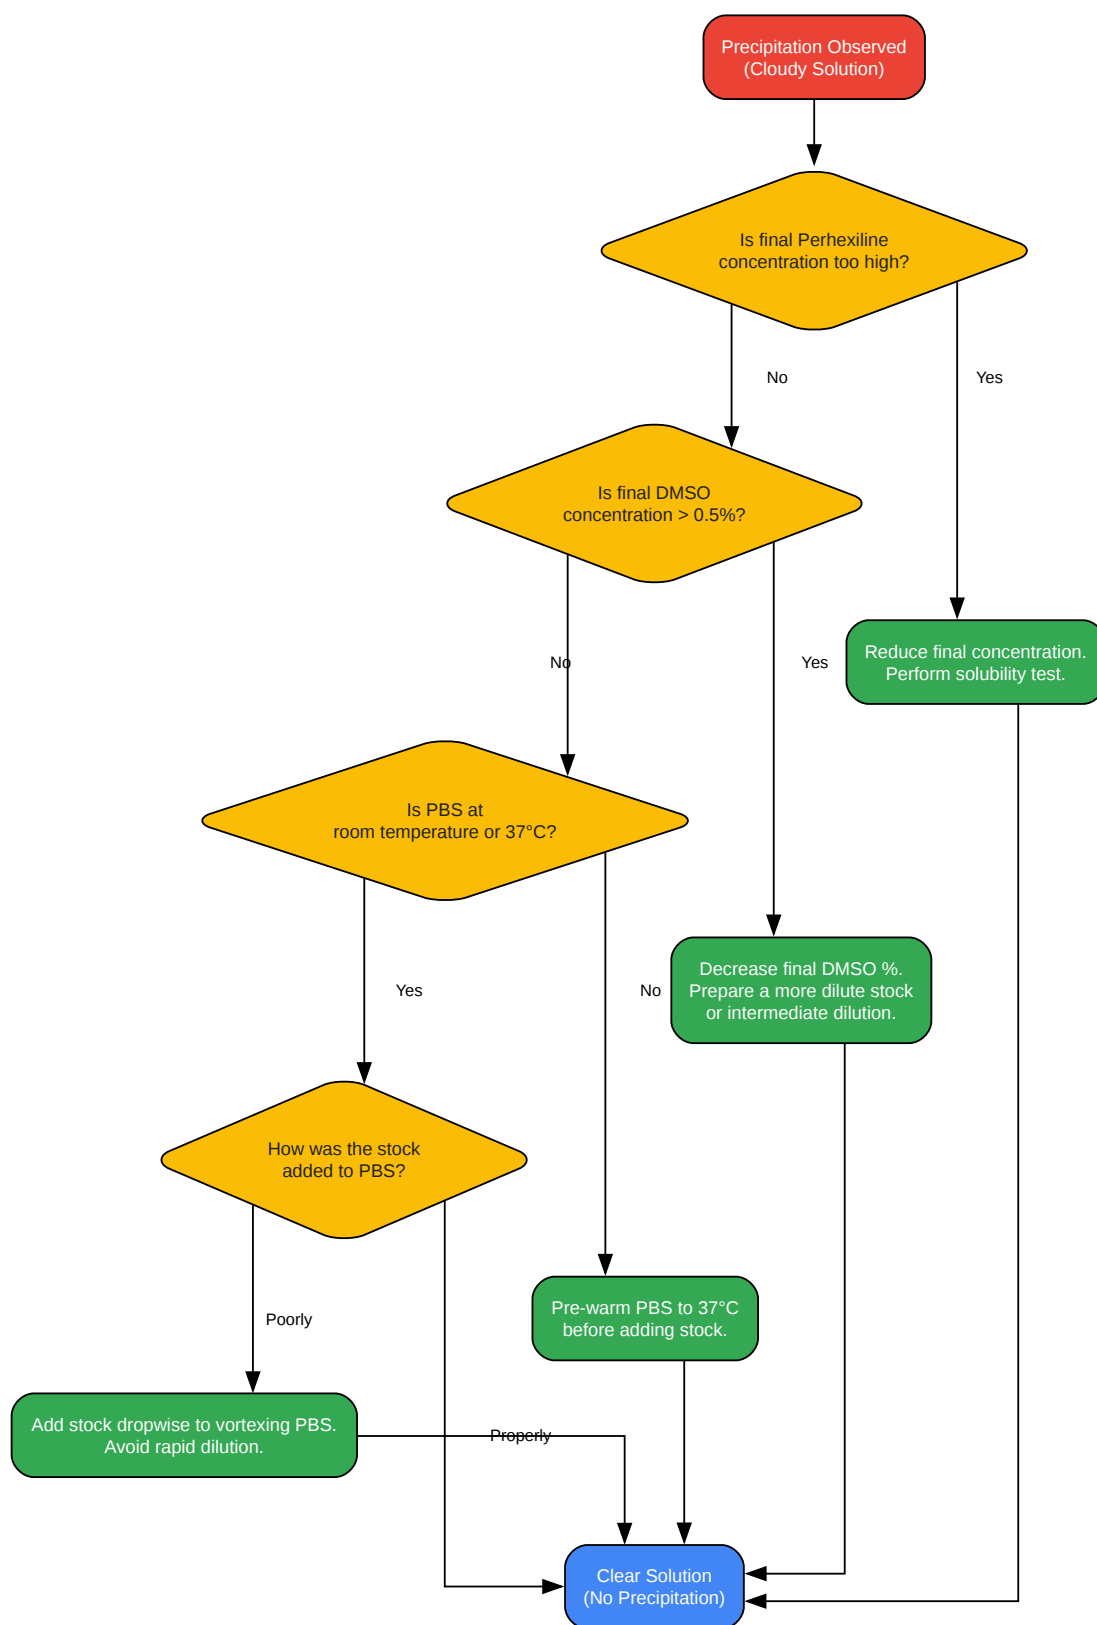 Precipitation Observed
(Cloudy Solution)
Is final Perhexiline
concentration too high?
No
Yes
Is final DMSO
concentration > 0.5%?
No
Yes
Reduce final concentration.
Perform solubility test.
Is PBS at
room temperature or 37°C?
Yes
No
Decrease final DMSO %.
Prepare a more dilute stock
or intermediate dilution.
How was the stock
added to PBS?
Poorly
Pre-warm PBS to 37°C
before adding stock.
Add stock dropwise to vortexing PBS.
Avoid rapid dilution.
Properly
Clear Solution
(No Precipitation)